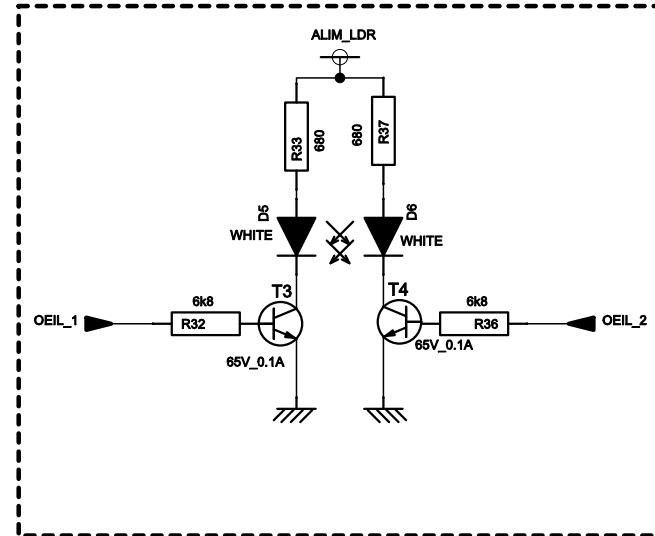 ALIM_LDR
R33
680
680
R37
D5
WHITE
D6
WHITE
T3
T4
OEIL_1
6k8
R32
65V_0.1A
6k8
R36
65V_0.1A
OEIL_2